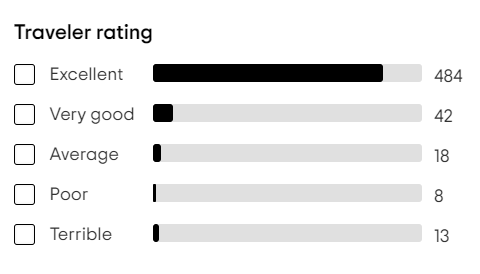 Traveler rating
Excellent 484
Very good 42
Average 18
Poor 8
Terrible 13